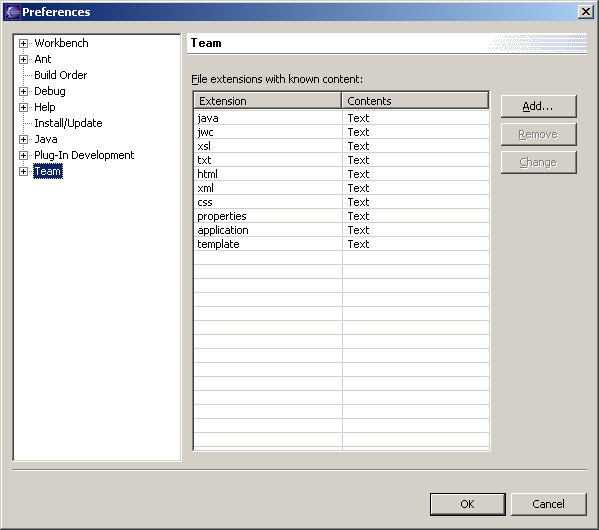 Preferences
Workbench
Ant
Build Order
Debug
Help
Install/Update
Java
Plug-In Development
Team
Team
File extensions with known content:
Extension Contents
java Text
jwc Text
xsl Text
txt Text
html Text
xml Text
css Text
properties Text
application Text
template Text
Add...
Remove
Change
OK Cancel